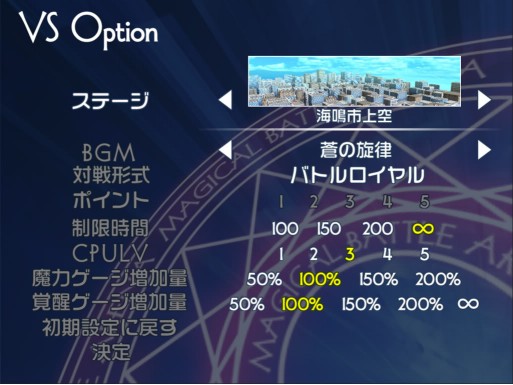 VS Option
ステージ
海鳴市上空
BGM 蒼の旋律
対戦形式 バトルロイヤル
ポイント 1 2 3 4 5
制限時間 100 150 200 ∞
CPULV 1 2 3 4 5
魔力ゲージ増加量 50% 100% 150% 200%
覚醒ゲージ増加量 50% 100% 150% 200% ∞
初期設定に戻す
決定
MAGICAL BATTLE
MAGICAL BATTLE